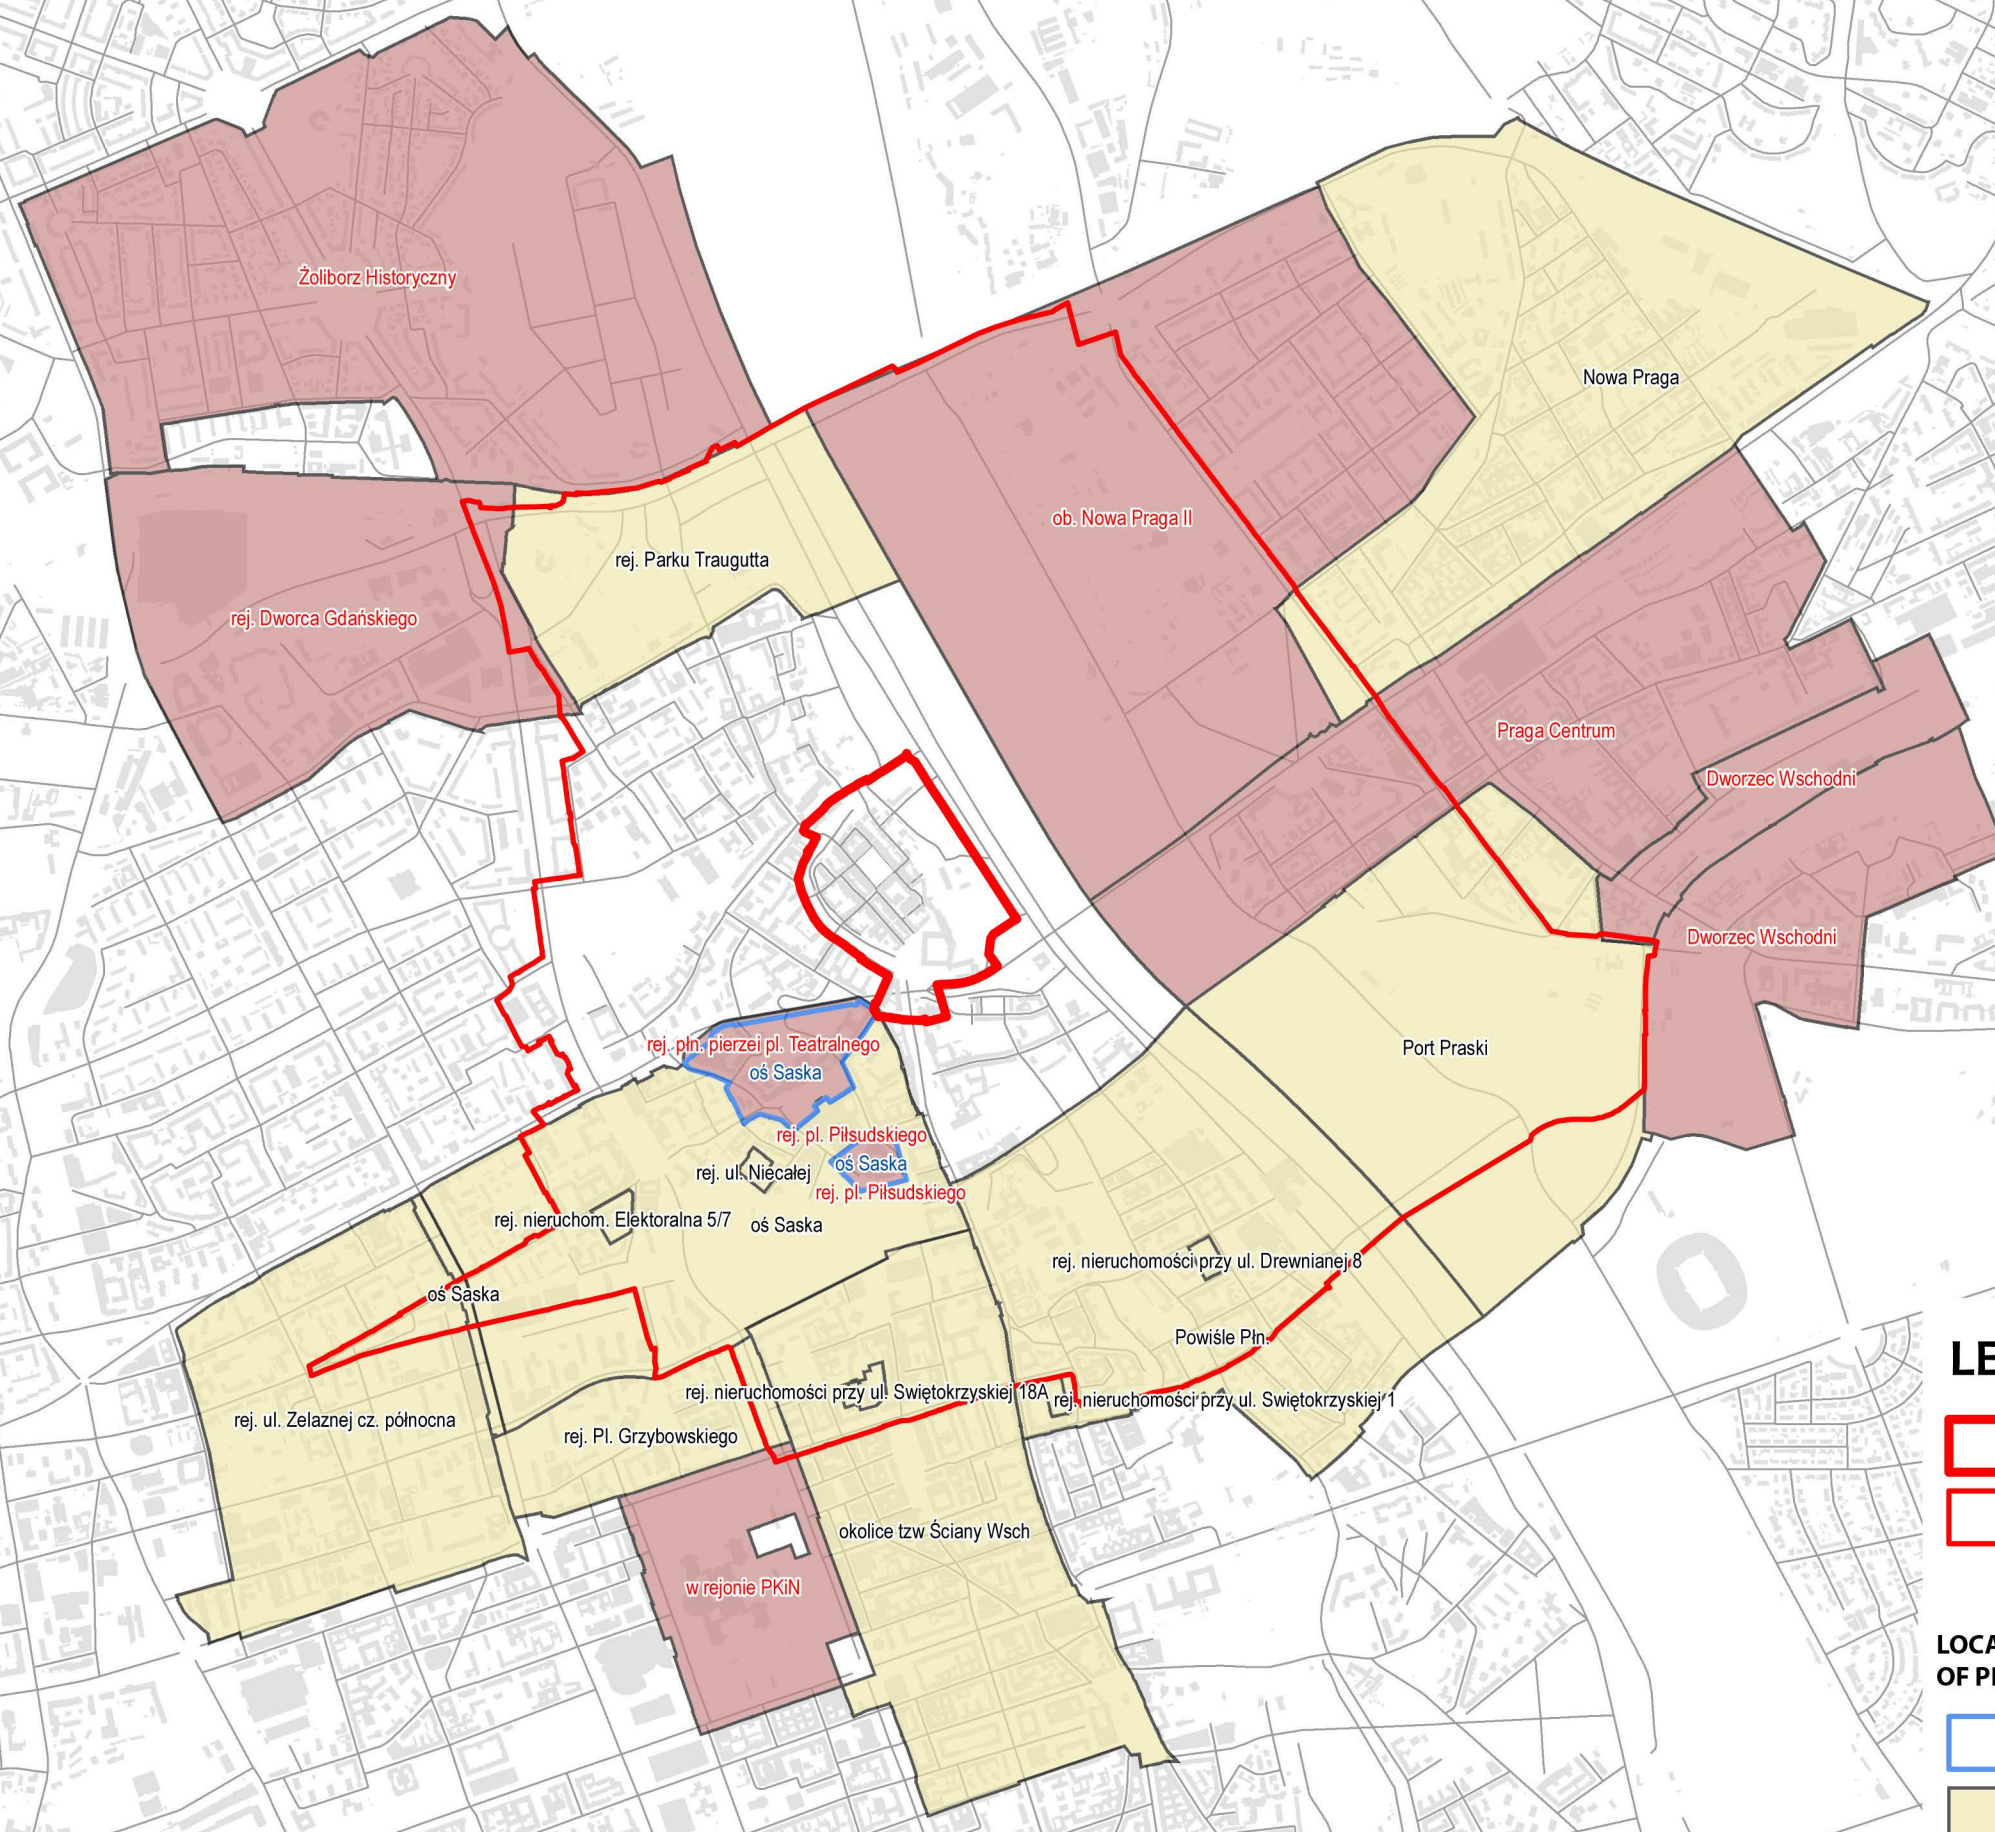 Żoliborz Historyczny
Nowa Praga
ob. Nowa Praga II
rej. Parku Traugutta
rej. Dworca Gdańskiego
Praga Centrum
Dworzec Wschodni
Dworzec Wschodni
rej. płn. pierzei pl. Teatralnego
oś Saska
Port Praski
rej. pl. Piłsudskiego
oś Saska
rej. ul. Niecałej
rej. pl. Piłsudskiego
rej. nieruchom. Elektoralna 5/7
oś Saska
rej. nieruchomości przy ul. Drewnianej 8
oś Saska
Powiśle Płn.
LE
rej. nieruchomości przy ul. Swiętokrzyskiej 18A
rej. nieruchomości przy ul. Swiętokrzyskiej 1
rej. ul. Zelaznej cz. północna
rej. Pl. Grzybowskiego
okolice tzw Ściany Wsch
w rejonie PKiN
LOCA
OF P